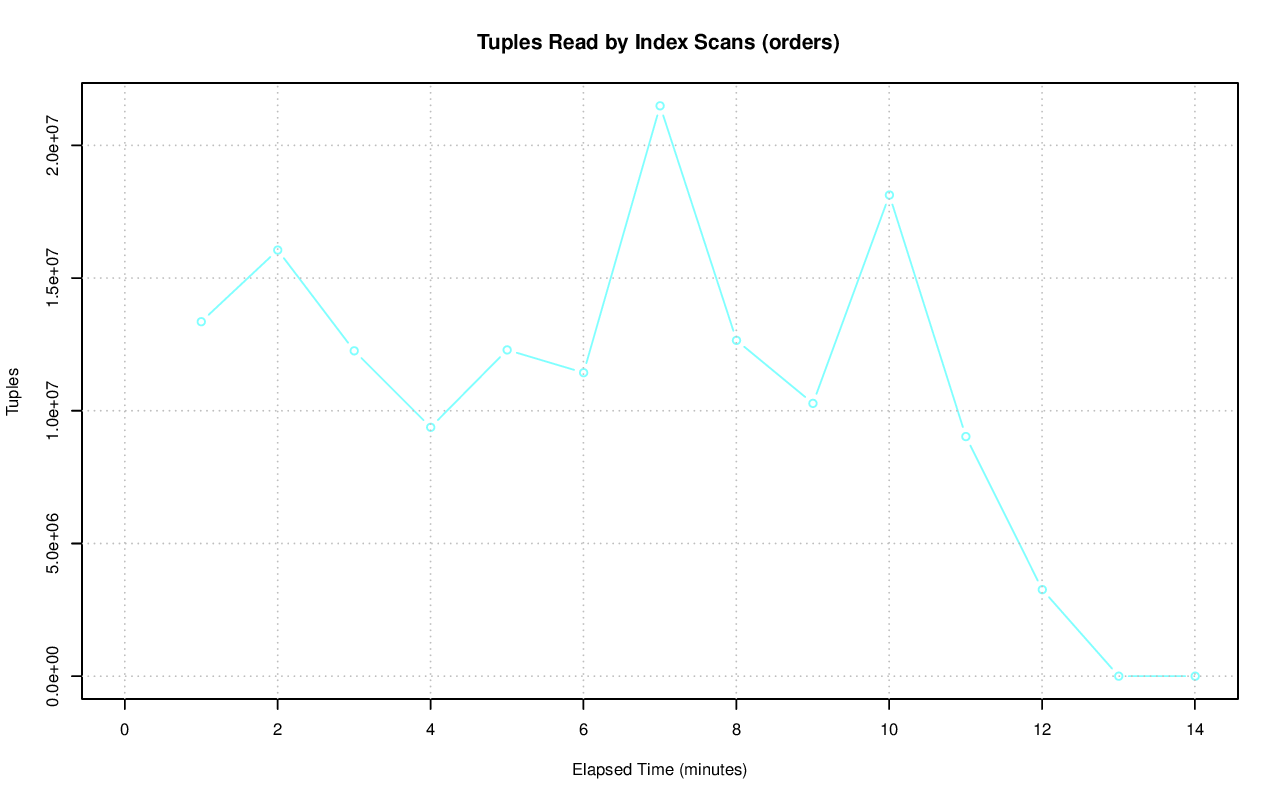 Tuples Read by Index Scans (orders)
2.0e+07
1.5e+07
1.0e+07
5.0e+06
0.0e+00
Tuples
0 2 4 6 8 10 12 14
Elapsed Time (minutes)